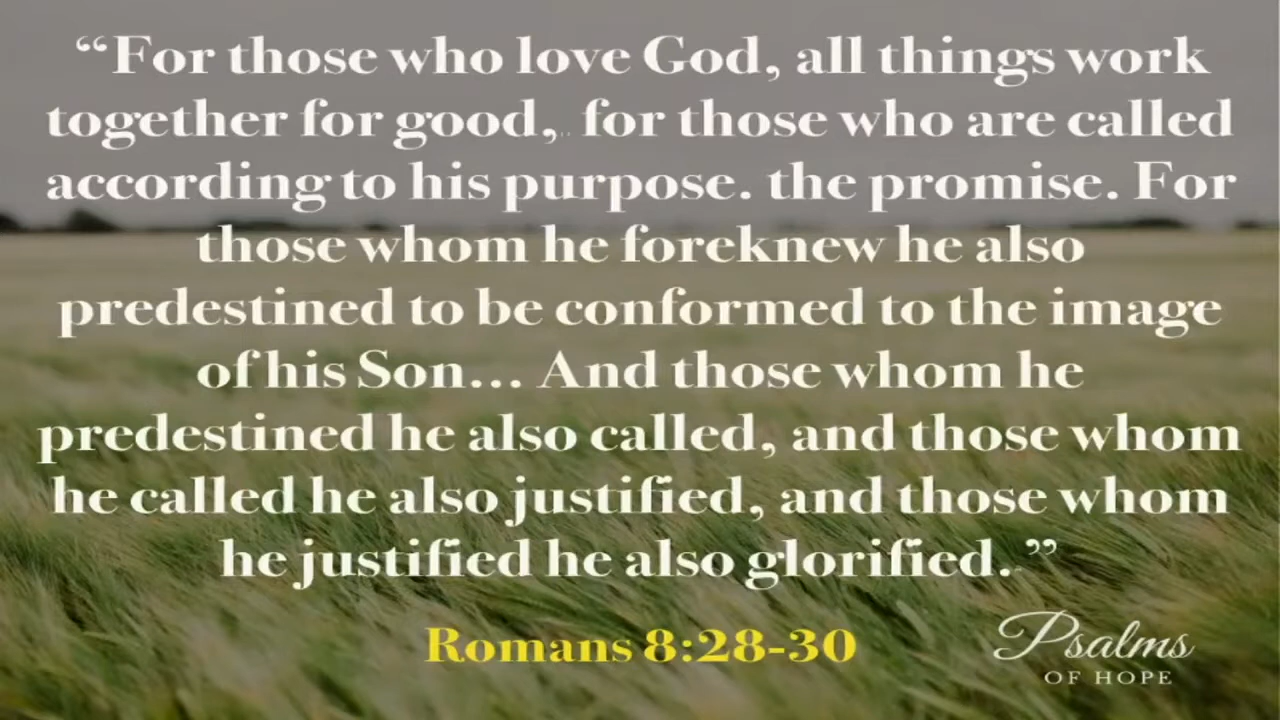 “For those who love God, all things work
together for good,.. for those who are called
according to his purpose. the promise. For
those whom he foreknew he also
predestined to be conformed to the image
of his Son... And those whom he
predestined he also called, and those whom
he called he also justified, and those whom
he justified he also glorified.”
Romans 8:28-30
Psalms
OF HOPE